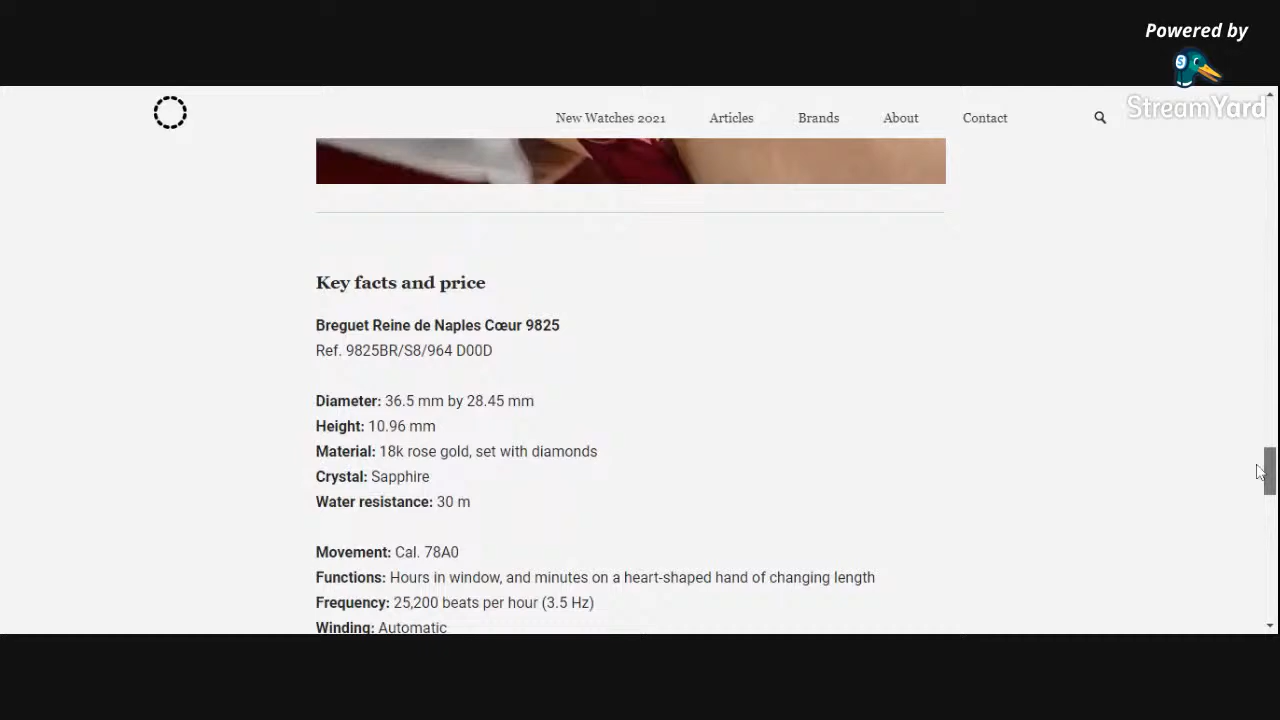 Powered by
StreamYard
New Watches 2021 Articles Brands About Contact
Key facts and price
Breguet Reine de Naples Cœur 9825
Ref. 9825BR/S8/964 D00D
Diameter: 36.5 mm by 28.45 mm
Height: 10.96 mm
Material: 18k rose gold, set with diamonds
Crystal: Sapphire
Water resistance: 30 m
Movement: Cal. 78A0
Functions: Hours in window, and minutes on a heart-shaped hand of changing length
Frequency: 25,200 beats per hour (3.5 Hz)
Winding: Automatic